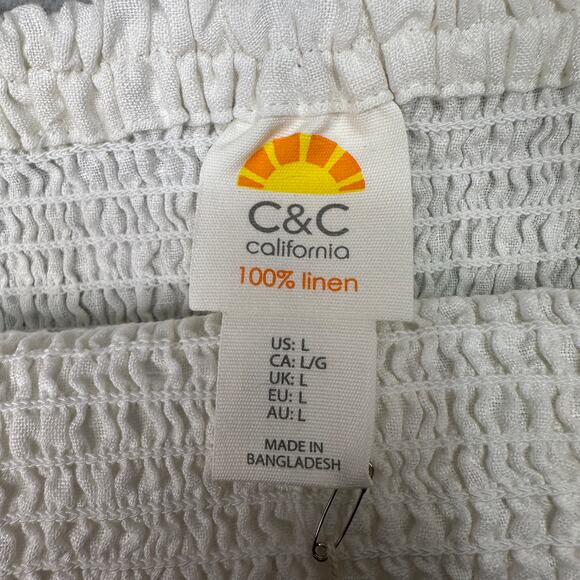 C&C
california
100% linen
US: L
CA: L/G
UK: L
EU: L
AU: L
MADE IN
BANGLADESH